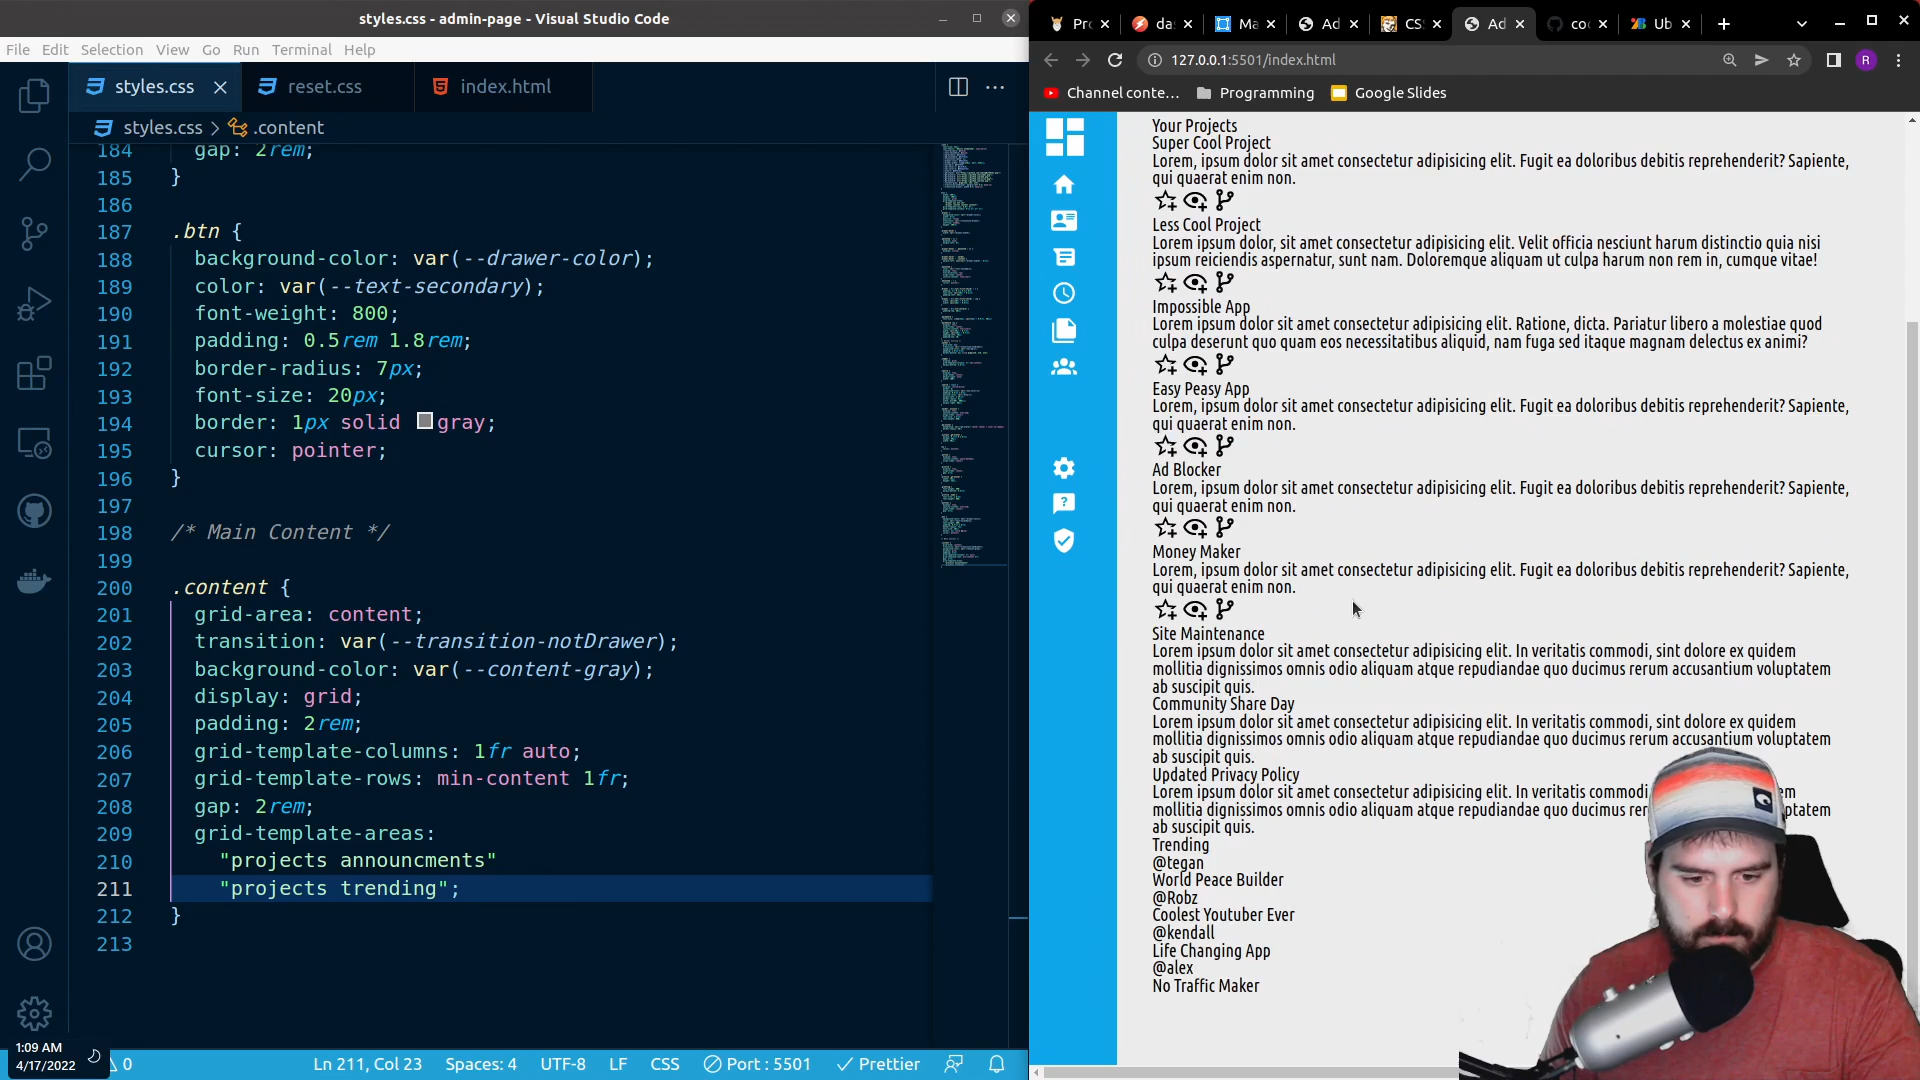 styles.css - admin-page - Visual Studio Code
File Edit Selection View Go Run Terminal Help
styles.css reset.css index.html
styles.css > .content
184 gap: 2rem;
185 }
186
187 .btn {
188 background-color: var(--drawer-color);
189 color: var(--text-secondary);
190 font-weight: 800;
191 padding: 0.5rem 1.8rem;
192 border-radius: 7px;
193 font-size: 20px;
194 border: 1px solid gray;
195 cursor: pointer;
196 }
197
198 /* Main Content */
199
200 .content {
201 grid-area: content;
202 transition: var(--transition-notDrawer);
203 background-color: var(--content-gray);
204 display: grid;
205 padding: 2rem;
206 grid-template-columns: 1fr auto;
207 grid-template-rows: min-content 1fr;
208 gap: 2rem;
209 grid-template-areas:
210 "projects announcments"
211 "projects trending";
212 }
213
1:09 AM
4/17/2022
0 Ln 211, Col 23 Spaces: 4 UTF-8 LF CSS Port : 5501 Prettier
Pro das Ma Ad CS Ad coo Ub
127.0.0.1:5501/index.html
R
Channel conte... Programming Google Slides
Your Projects
Super Cool Project
Lorem, ipsum dolor sit amet consectetur adipisicing elit. Fugit ea doloribus debitis reprehenderit? Sapiente,
qui quaerat enim non.
Less Cool Project
Lorem ipsum dolor, sit amet consectetur adipisicing elit. Velit officia nesciunt harum distinctio quia nisi
ipsum reiciendis aspernatur, sunt nam. Doloremque aliquam ut culpa harum non rem in, cumque vitae!
Impossible App
Lorem ipsum dolor sit amet consectetur adipisicing elit. Ratione, dicta. Pariatur libero a molestiae quod
culpa deserunt quo quam eos necessitatibus aliquid, nam fuga sed itaque magnam delectus ex animi?
Easy Peasy App
Lorem, ipsum dolor sit amet consectetur adipisicing elit. Fugit ea doloribus debitis reprehenderit? Sapiente,
qui quaerat enim non.
Ad Blocker
Lorem, ipsum dolor sit amet consectetur adipisicing elit. Fugit ea doloribus debitis reprehenderit? Sapiente,
qui quaerat enim non.
Money Maker
Lorem, ipsum dolor sit amet consectetur adipisicing elit. Fugit ea doloribus debitis reprehenderit? Sapiente,
qui quaerat enim non.
Site Maintenance
Lorem ipsum dolor sit amet consectetur adipisicing elit. In veritatis commodi, sint dolore ex quidem
mollitia dignissimos omnis odio aliquam atque repudiandae quo ducimus rerum accusantium voluptatem
ab suscipit quis.
Community Share Day
Lorem ipsum dolor sit amet consectetur adipisicing elit. In veritatis commodi, sint dolore ex quidem
mollitia dignissimos omnis odio aliquam atque repudiandae quo ducimus rerum accusantium voluptatem
ab suscipit quis.
Updated Privacy Policy
Lorem ipsum dolor sit amet consectetur adipisicing elit. In veritatis
mollitia dignissimos omnis odio aliquam atque repudiandae quo ducimus
ab suscipit quis.
Trending
@tegan
World Peace Builder
@Robz
Coolest Youtuber Ever
@kendall
Life Changing App
@alex
No Traffic Maker